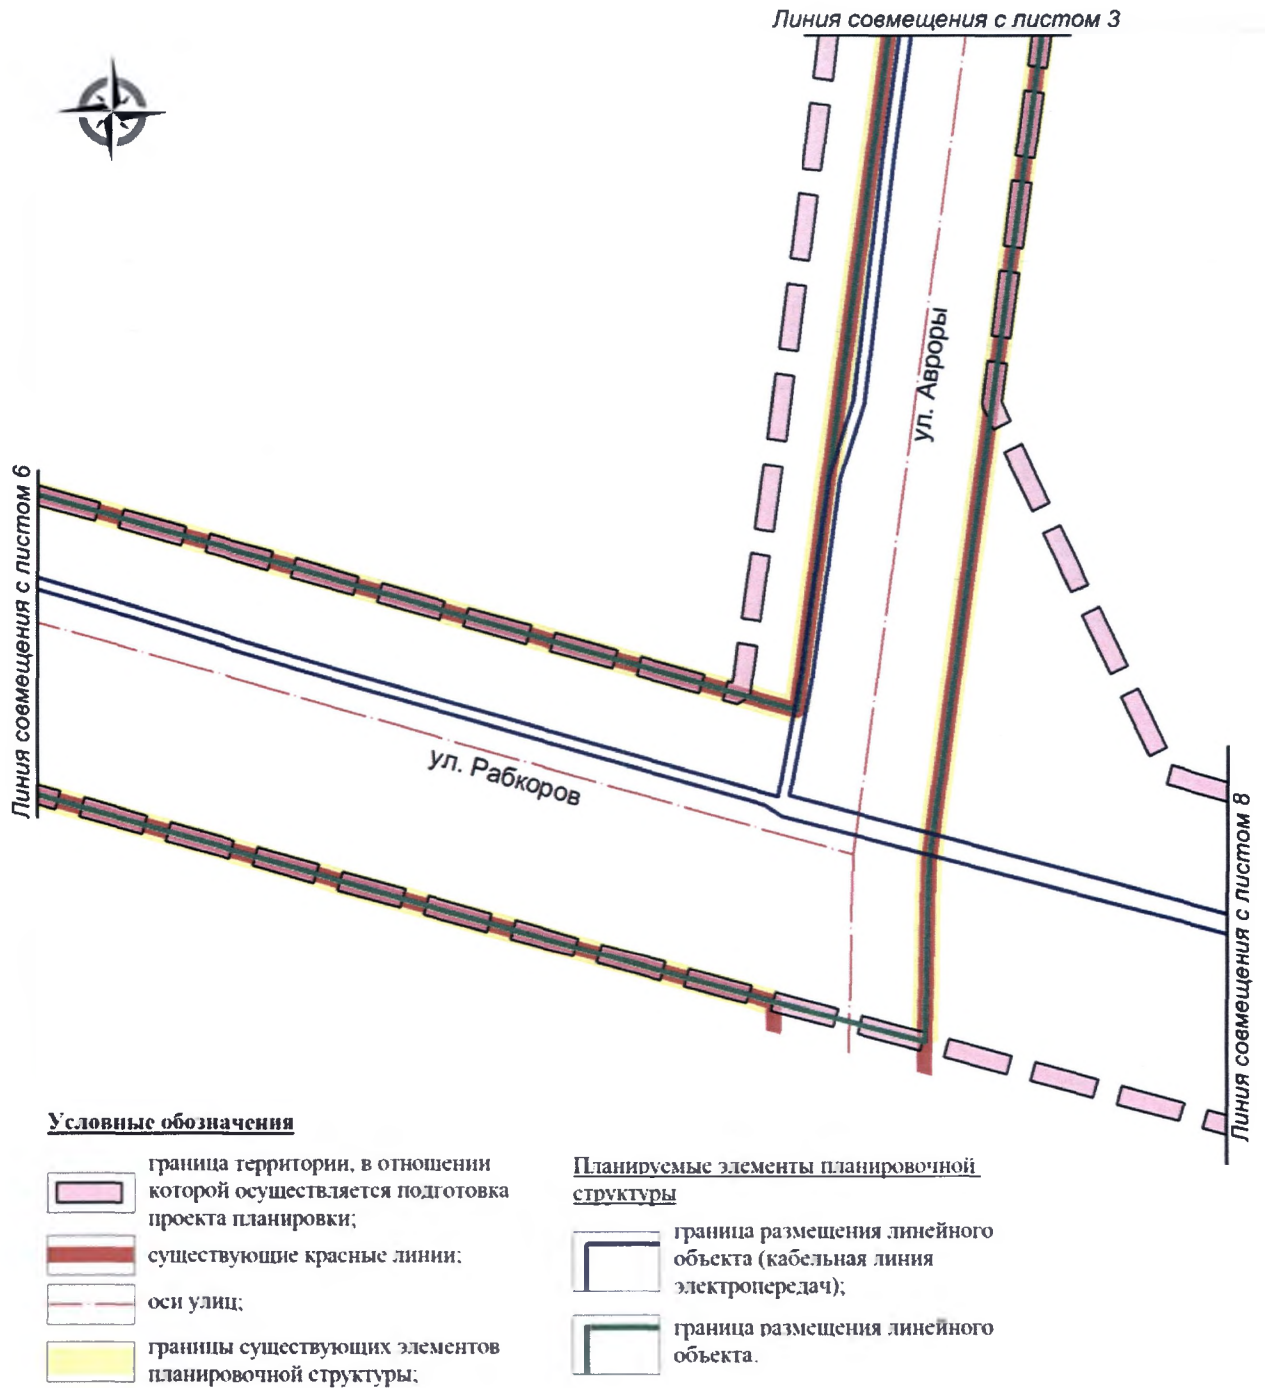 Линия совмещения с листом 3
ул. Авроры
Линия совмещения с листом 6
ул. Рабкоров
Линия совмещения с листом 8
Условные обозначения
граница территории, в отношении
которой осуществляется подготовка
проекта планировки;
существующие красные линии;
оси улиц;
границы существующих элементов
планировочной структуры;
Планируемые элементы планировочной
структуры
граница размещения линейного
объекта (кабельная линия
электропередач);
граница размещения линейного
объекта.